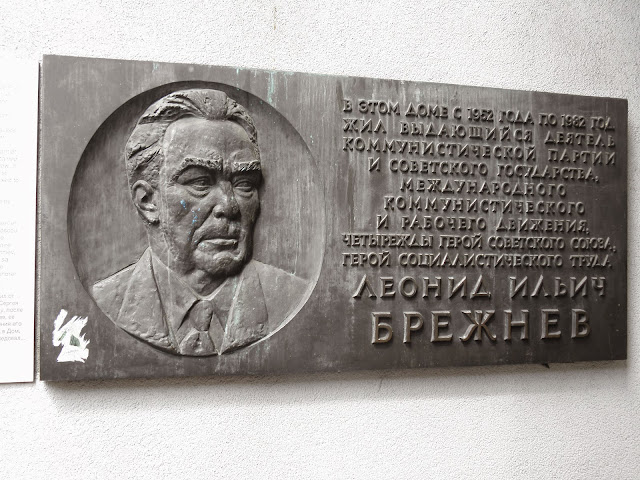 В ЭТОМ ДОМЕ С 1952 ГОДА ПО 1982 ГОД
ЖИЛ ВЫДАЮЩИЙСЯ ДЕЯТЕЛЬ
КОММУНИСТИЧЕСКОЙ ПАРТИИ
И СОВЕТСКОГО ГОСУДАРСТВА,
МЕЖДУНАРОДНОГО
КОММУНИСТИЧЕСКОГО
И РАБОЧЕГО ДВИЖЕНИЯ,
ЧЕТЫРЕЖДЫ ГЕРОЙ СОВЕТСКОГО СОЮЗА,
ГЕРОЙ СОЦИАЛИСТИЧЕСКОГО ТРУДА
ЛЕОНИД ИЛЬИЧ
БРЕЖНЕВ